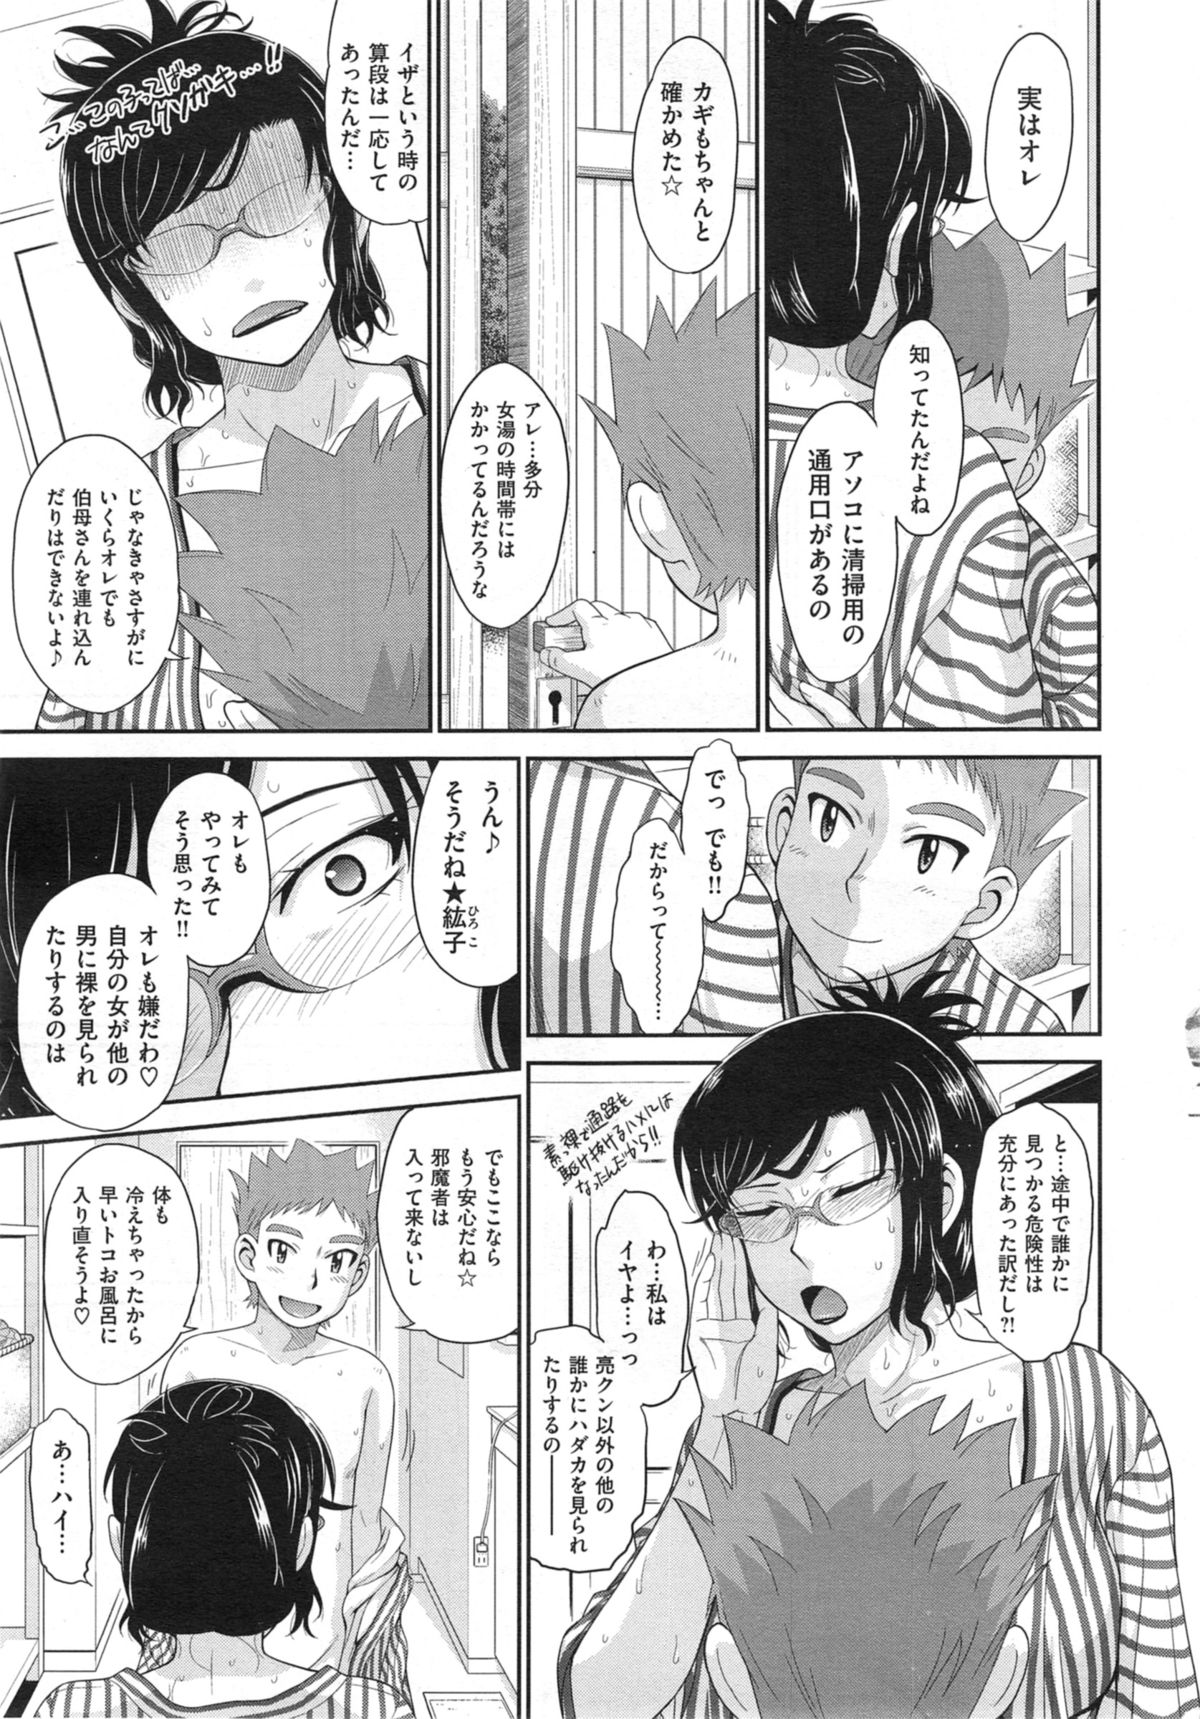 実はオレ
知ってたんだよね
アソコに清掃用の
通用口があるの
カギもちゃんと
確かめた☆
アレ…多分
女湯の時間帯には
かかってるんだろうな
イザという時の
算段は一応して
あったんだ…
こ…この子ってば…
なんてクソガキ…!!
じゃなきゃさすがに
いくらオレでも
伯母さんを連れ込ん
だりはできないよ♪
でっ でも!!
だからって〜〜〜〜〜〜…っ
と…途中で誰かに
見つかる危険性は
充分にあった訳だし?!
素っ裸で通路を
駆け抜けるハメには
なったんだから!!
わ…私は
イヤよ…っっ
亮クン以外の他の
誰かにハダカを見られ
たりするの――
うん♪
そうだね★紘子
ひろこ
オレも
やってみて
そう思った!!
オレも嫌だわ♡
自分の女が他の
男に裸を見られ
たりするのは
でもここなら
もう安心だね☆
邪魔者は
入って来ないし
体も
冷えちゃったから
早いトコお風呂に
入り直そうよ♡
あ…ハイ…